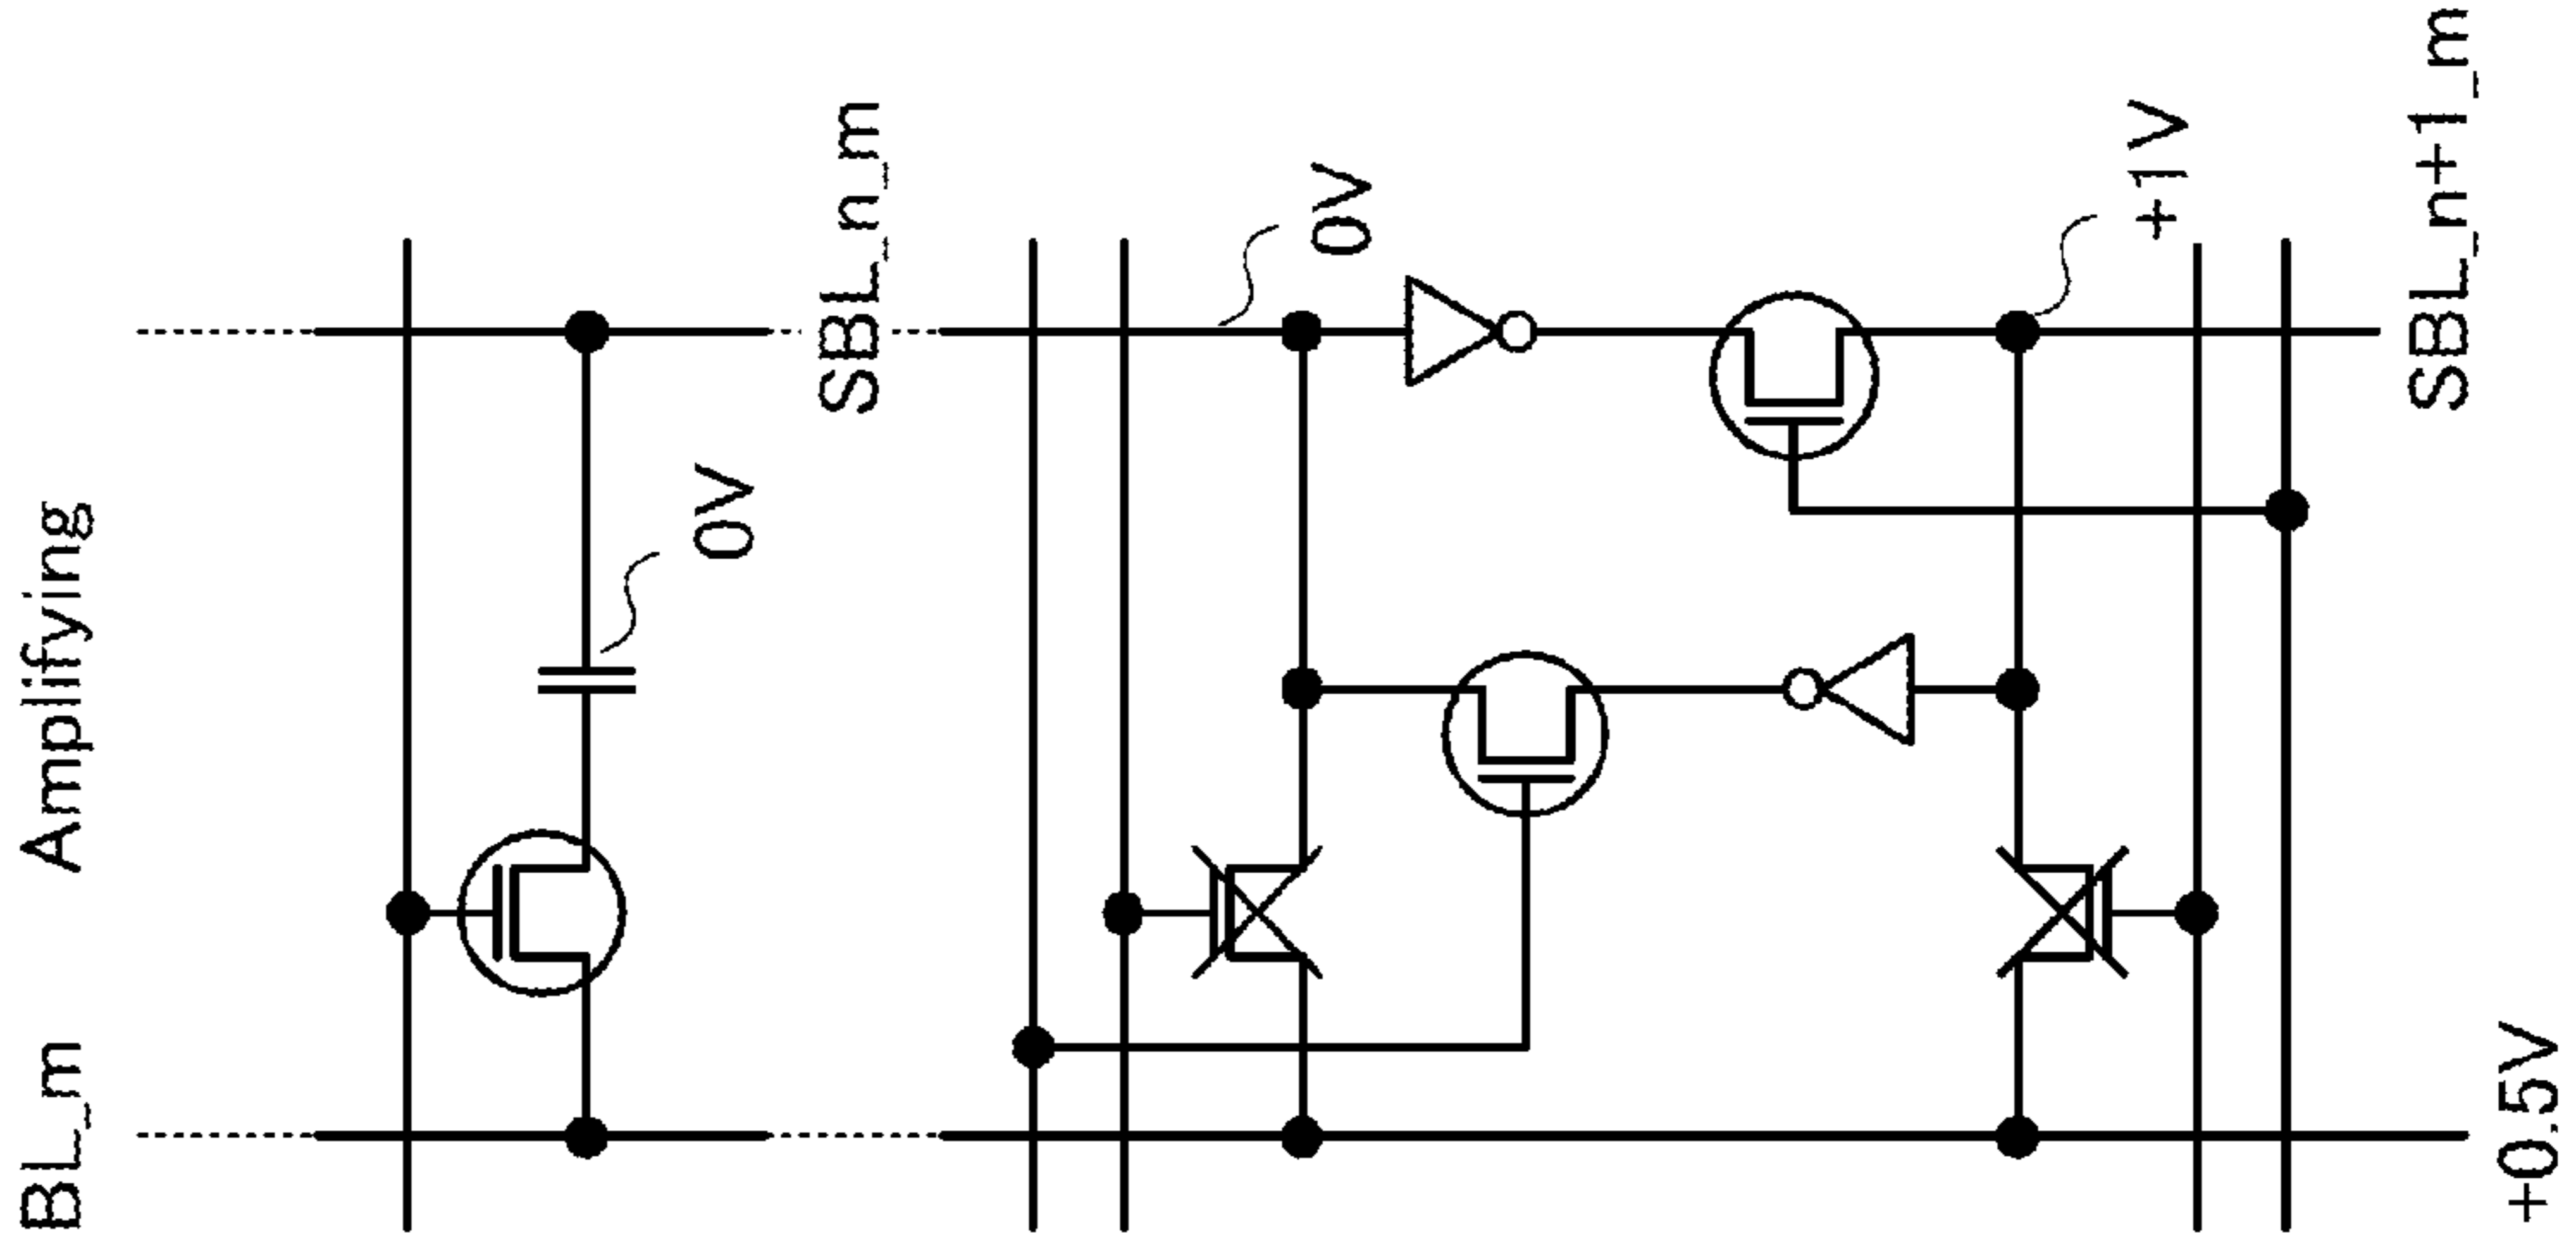 Amplifying
BL_m
SBL_n_m
0V
0V
+1V
SBL_n+1_m
+0.5V